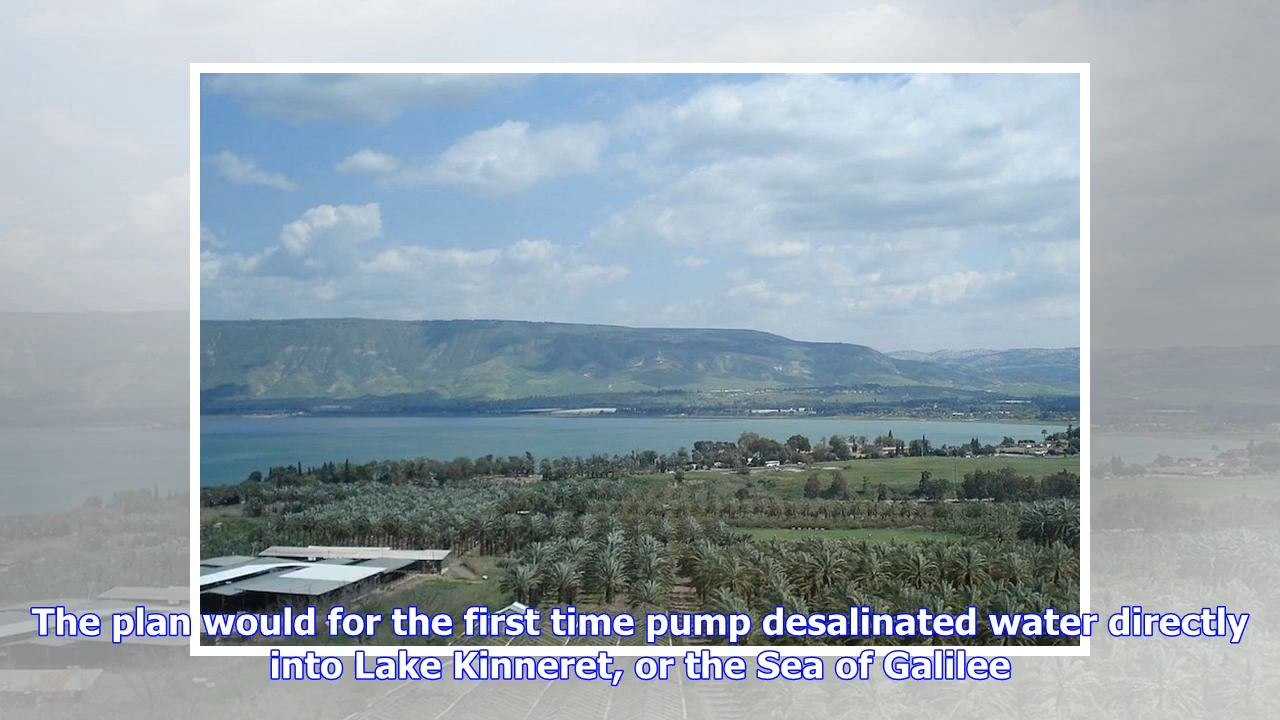 The plan would for the first time pump desalinated water directly
into Lake Kinneret, or the Sea of Galilee